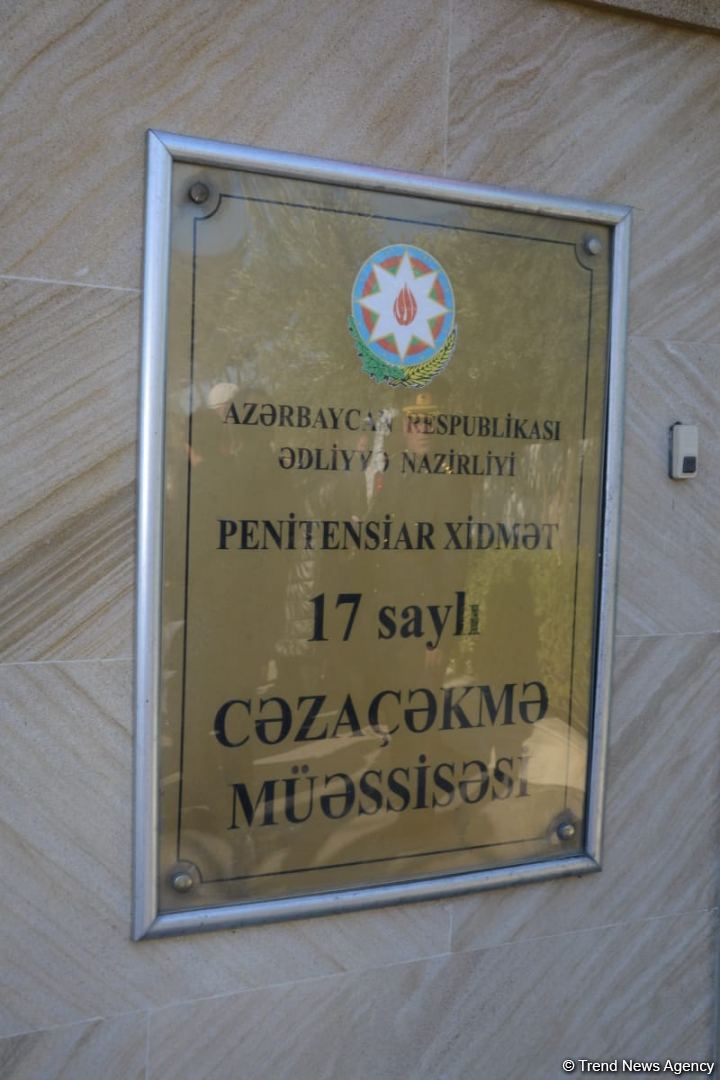 AZƏRBAYCAN RESPUBLİKASI
ƏDLİYYƏ NAZİRLİYİ
PENİTENSİAR XİDMƏT
17 saylı
CƏZAÇƏKMƏ
MÜƏSSİSƏSİ
© Trend News Agency